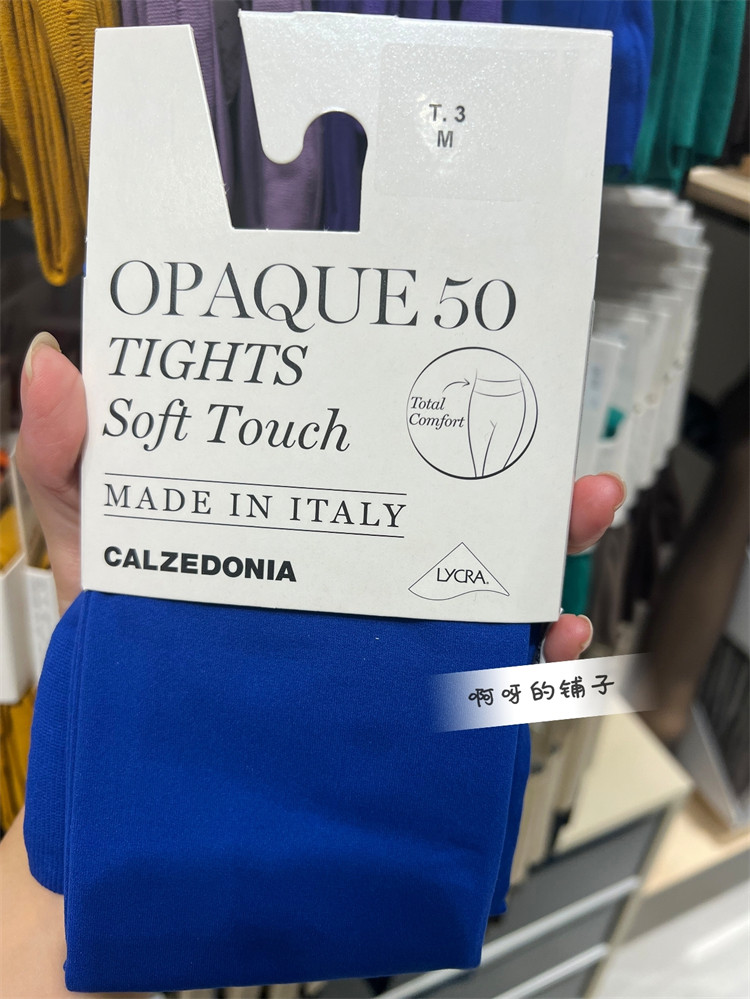 T. 3
M
OPAQUE 50
TIGHTS
Soft Touch
Total
Comfort
MADE IN ITALY
CALZEDONIA
LYCRA.
啊呀的铺子